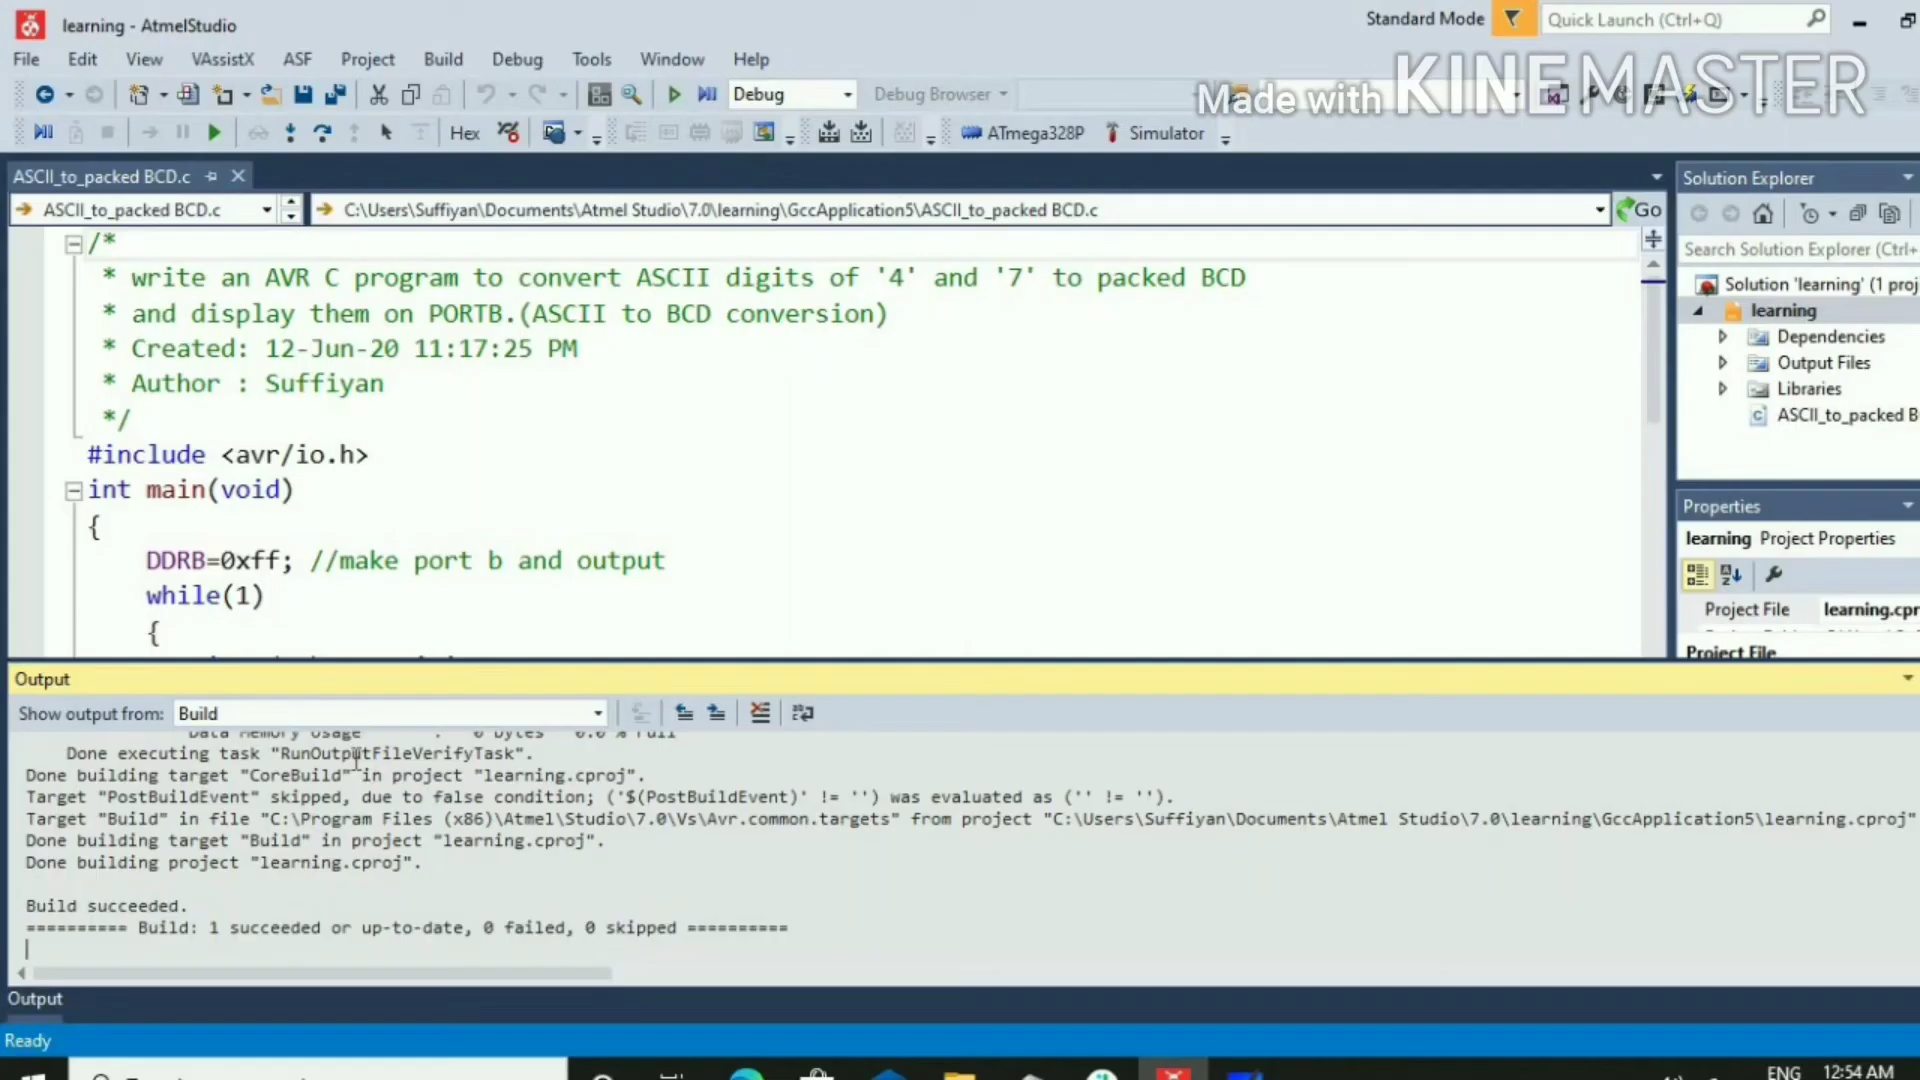 learning - AtmelStudio
Standard Mode
Quick Launch (Ctrl+Q)
File Edit View VAssistX ASF Project Build Debug Tools Window Help
Debug
Debug Browser
Made with KINEMASTER
Hex
ATmega328P
Simulator
ASCII_to_packed BCD.c
ASCII_to_packed BCD.c
C:\Users\Suffiyan\Documents\Atmel Studio\7.0\learning\GccApplication5\ASCII_to_packed BCD.c
Go
/*
* write an AVR C program to convert ASCII digits of '4' and '7' to packed BCD
* and display them on PORTB.(ASCII to BCD conversion)
* Created: 12-Jun-20 11:17:25 PM
* Author : Suffiyan
*/
#include <avr/io.h>
int main(void)
{
DDRB=0xff; //make port b and output
while(1)
{
Solution Explorer
Search Solution Explorer (Ctrl+
Solution 'learning' (1 proj
learning
Dependencies
Output Files
Libraries
ASCII_to_packed B
Properties
learning Project Properties
Project File learning.cpr
Project File
Output
Show output from: Build
Data Memory Usage : 0 bytes 0.0 % Full
Done executing task "RunOutputFileVerifyTask".
Done building target "CoreBuild" in project "learning.cproj".
Target "PostBuildEvent" skipped, due to false condition; ('$(PostBuildEvent)' != '') was evaluated as ('' != '').
Target "Build" in file "C:\Program Files (x86)\Atmel\Studio\7.0\Vs\Avr.common.targets" from project "C:\Users\Suffiyan\Documents\Atmel Studio\7.0\learning\GccApplication5\learning.cproj"
Done building target "Build" in project "learning.cproj".
Done building project "learning.cproj".
Build succeeded.
========== Build: 1 succeeded or up-to-date, 0 failed, 0 skipped ==========
Output
Ready
ENG
12:54 AM